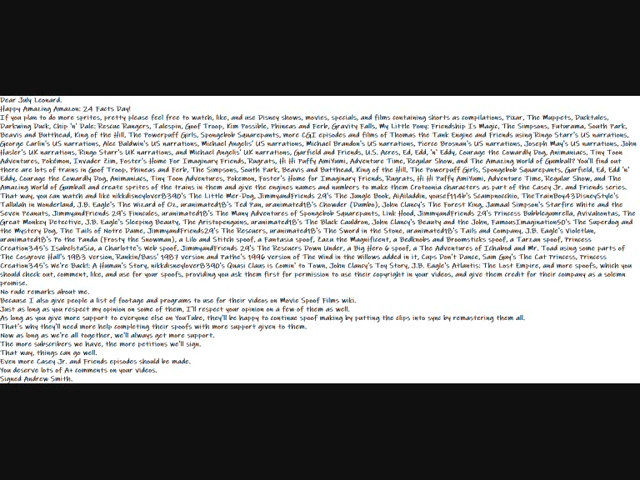 Dear July Leonard.
Happy Amazing Amazon: 24 Facts Day!
If you plan to do more sprites, pretty please feel free to watch, like, and use Disney shows, movies, specials, and films containing shorts as compilations, Pixar, The Muppets, Ducktales,
Darkwing Duck, Chip 'n' Dale: Rescue Rangers, Talespin, Goof Troop, Kim Possible, Phineas and Ferb, Gravity Falls, My Little Pony: Friendship Is Magic, The Simpsons, Futurama, South Park,
Beavis and Butthead, King of the Hill, The Powerpuff Girls, Spongebob Squarepants, more CGI episodes and films of Thomas the Tank Engine and friends using Ringo Starr's US narrations,
George Carlin's US narrations, Alec Baldwin's US narrations, Michael Angelis' UK narrations, Michael Brandon's US narrations, Pierce Brosnan's US narrations, Joseph May's US narrations, John
Hasler's UK narrations, Ringo Starr's UK narrations, and Michael Angelis' UK narrations, Garfield and Friends, U.S. Acres, Ed, Edd, 'n' Eddy, Courage the Cowardly Dog, Animaniacs, Tiny Toon
Adventures, Pokémon, Invader Zim, Foster's Home For Imaginary Friends, Rugrats, Hi Hi Puffy AmiYumi, Adventure Time, Regular Show, and The Amazing World of Gumball? You'll find out
there are lots of trains in Goof Troop, Phineas and Ferb, The Simpsons, South Park, Beavis and Butthead, King of the Hill, The Powerpuff Girls, Spongebob Squarepants, Garfield, Ed, Edd 'n'
Eddy, Courage the Cowardly Dog, Animaniacs, Tiny Toon Adventures, Pokemon, Foster's Home For Imaginary Friends, Rugrats, Hi Hi Puffy AmiYumi, Adventure Time, Regular Show, and The
Amazing World of Gumball and create sprites of the trains in them and give the engines names and numbers to make them Crotoonia characters as part of the Casey Jr. and Friends series.
That way, you can watch and like nikkdisneylover8390's The Little Mer-Dog, JimmyandFriends 29's The Jungle Book, AiAladdin, yousef114b's Scampnocchio, TheTrainBoy43DisneyStyle's
Tallulah in Wonderland, J.B. Eagle's The Wizard of Oz, uranimated18's Ted Pan, uranimated18's Chowder (Dumbo), John Clancy's The Forest King, Jamaal Simpson's Starfire White and the
Seven Peanuts, JimmyandFriends 29's Finncules, uranimated18's The Many Adventures of Spongebob Squarepants, Link Hood, JimmyandFriends 29's Princess Bubblegumrella, Avivahontas, The
Great Monkey Detective, J.B. Eagle's Sleeping Beauty, The Aristopenguins, uranimated18's The Black Cauldron, John Clancy's Beauty and the John, FamousImagination5D's The Superdog and
the Mystery Dog, The Tails of Notre Dame, JimmyandFriends29's The Rescuers, uranimated18's The Sword in the Stone, uranimated18's Tails and Company, J.B. Eagle's Violetlan,
uranimated18's Po the Panda (Frosty the Snowman), a Lilo and Stitch spoof, a Fantasia spoof, Zaza the Magnificent, a Bedknobs and Broomsticks spoof, a Tarzan spoof, Princess
Creation345's IsabelstaSia, a Charlotte's Web spoof, JimmyandFriends 29's The Rescuers Down Under, a Big Hero 6 spoof, a The Adventures of Ichabod and Mr. Toad using some parts of
The Cosgrove Hall's 1983 version, Rankin/Bass' 1987 version and Pathe's 1996 version of The Wind in the Willows added in it, Cups Don't Dance, Sam Guy's The Cat Princess, Princess
Creation345's We're Back! A Human's Story, nikkdisneylover8390's Quasi Claus is Comin' to Town, John Clancy's Toy Story, J.B. Eagle's Atlantis: The Lost Empire, and more spoofs, which you
should check out, comment, like, and use for your spoofs, providing you ask them first for permission to use their copyright in your videos, and give them credit for their company as a solemn
promise.
No rude remarks about me.
Because I also give people a list of footage and programs to use for their videos on Movie Spoof Films wiki.
Just as long as you respect my opinion on some of them, I'll respect your opinion on a few of them as well.
As long as you give more support to everyone else on YouTube, they'll be happy to continue spoof making by putting the clips into sync by remastering them all.
That's why they'll need more help completing their spoofs with more support given to them.
Now as long as we're all together, we'll always get more support.
The more subscribers we have, the more petitions we'll sign.
That way, things can go well.
Even more Casey Jr. and Friends episodes should be made.
You deserve lots of A+ comments on your videos.
Signed Andrew Smith.